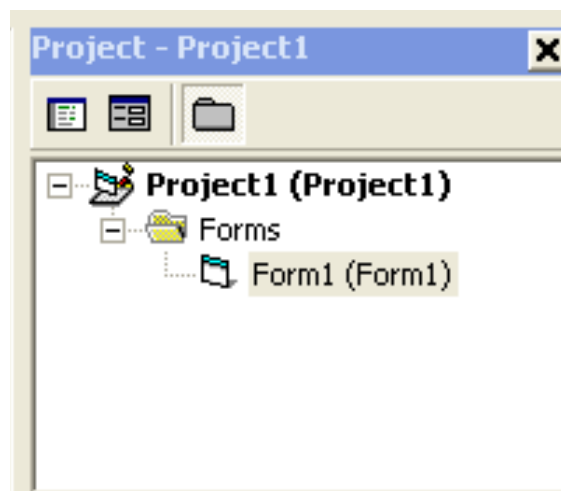 Project - Project1
Project1 (Project1)
Forms
Form1 (Form1)